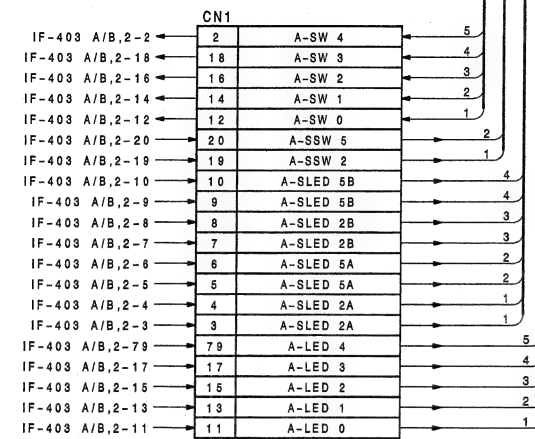 CN1
IF-403 A/B,2-2 2 A-SW 4 5
IF-403 A/B,2-18 18 A-SW 3 4
IF-403 A/B,2-16 16 A-SW 2 3
IF-403 A/B,2-14 14 A-SW 1 2
IF-403 A/B,2-12 12 A-SW 0 1
IF-403 A/B,2-20 20 A-SSW 5 2
IF-403 A/B,2-19 19 A-SSW 2 1
IF-403 A/B,2-10 10 A-SLED 5B 4
IF-403 A/B,2-9 9 A-SLED 5B 4
IF-403 A/B,2-8 8 A-SLED 2B 3
IF-403 A/B,2-7 7 A-SLED 2B 3
IF-403 A/B,2-6 6 A-SLED 5A 2
IF-403 A/B,2-5 5 A-SLED 5A 2
IF-403 A/B,2-4 4 A-SLED 2A 1
IF-403 A/B,2-3 3 A-SLED 2A 1
IF-403 A/B,2-79 79 A-LED 4 5
IF-403 A/B,2-17 17 A-LED 3 4
IF-403 A/B,2-15 15 A-LED 2 3
IF-403 A/B,2-13 13 A-LED 1 2
IF-403 A/B,2-11 11 A-LED 0 1